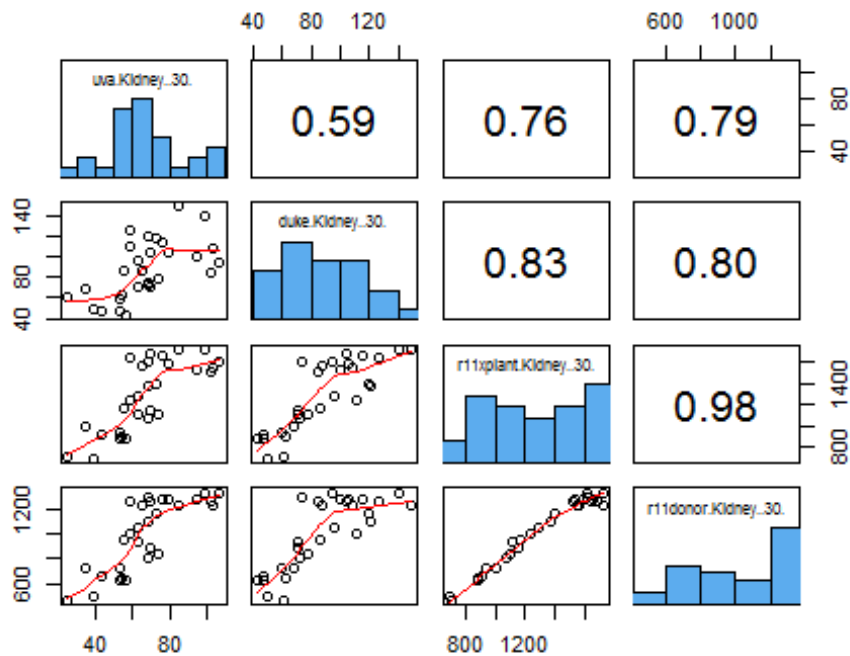 40 120
600 1000
uva.Kidney..30.
0.59
0.76
0.79
40 80
40 80 140
duke.Kidney..30.
0.83
0.80
r11xplant.Kidney..30.
0.98
800 1400
600 1200
r11donor.Kidney..30.
40 80
800 1200